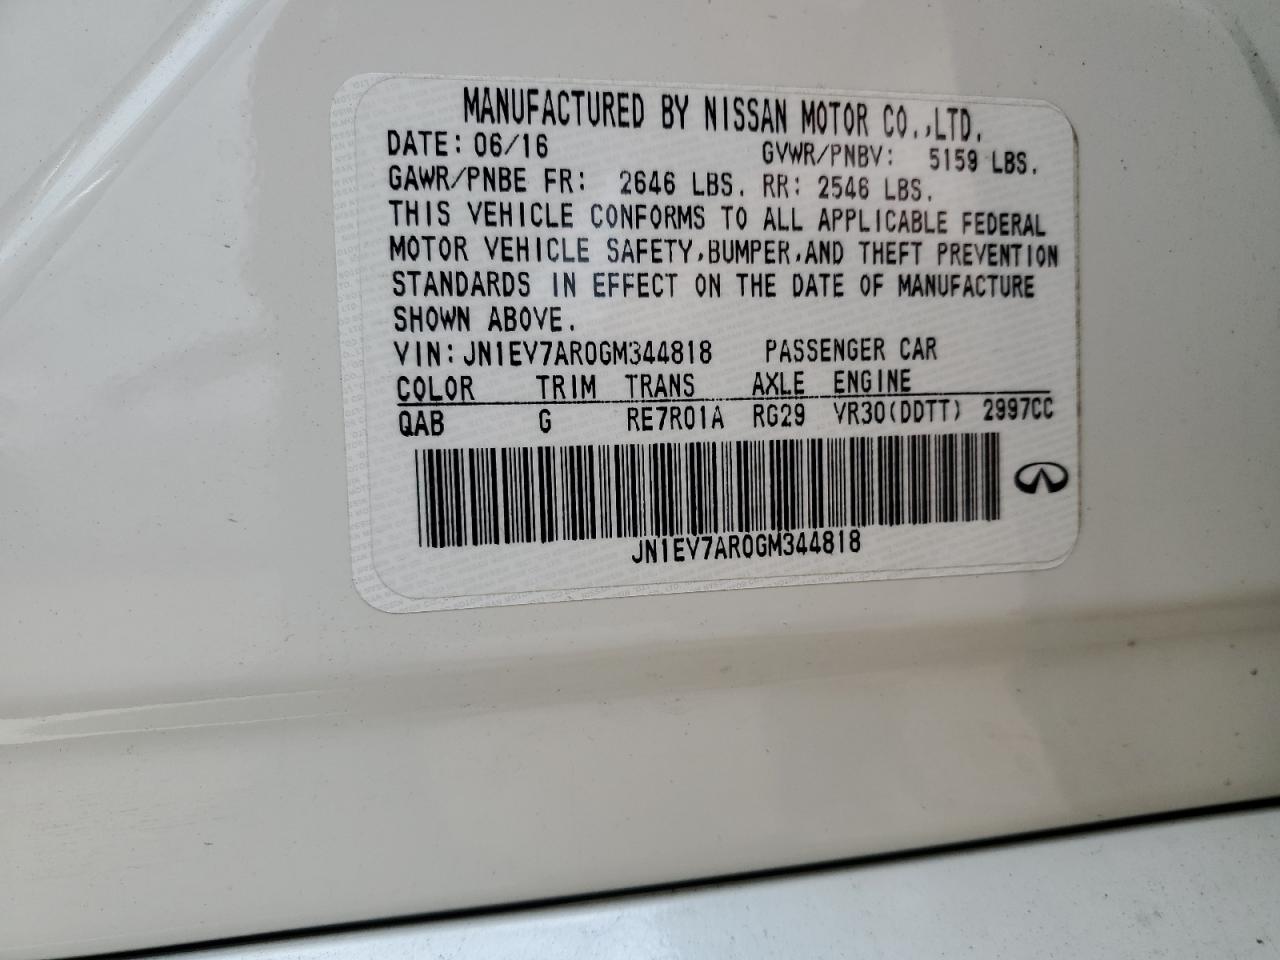 MANUFACTURED BY NISSAN MOTOR CO.,LTD.
DATE: 06/16 GVWR/PNBV: 5159 LBS.
GAWR/PNBE FR: 2646 LBS. RR: 2546 LBS.
THIS VEHICLE CONFORMS TO ALL APPLICABLE FEDERAL
MOTOR VEHICLE SAFETY,BUMPER,AND THEFT PREVENTION
STANDARDS IN EFFECT ON THE DATE OF MANUFACTURE
SHOWN ABOVE.
VIN:JN1EV7AR0GM344818 PASSENGER CAR
COLOR TRIM TRANS AXLE ENGINE
QAB G RE7R01A RG29 VR30(DDTT) 2997CC
JN1EV7AR0GM344818